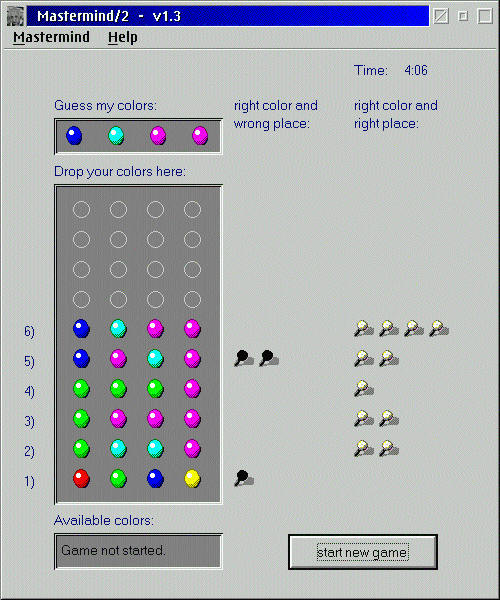 Mastermind/2 - v1.3
Mastermind Help
Time: 4:06
Guess my colors:
right color and wrong place:
right color and right place:
Drop your colors here:
6)
5)
4)
3)
2)
1)
Available colors:
Game not started.
start new game